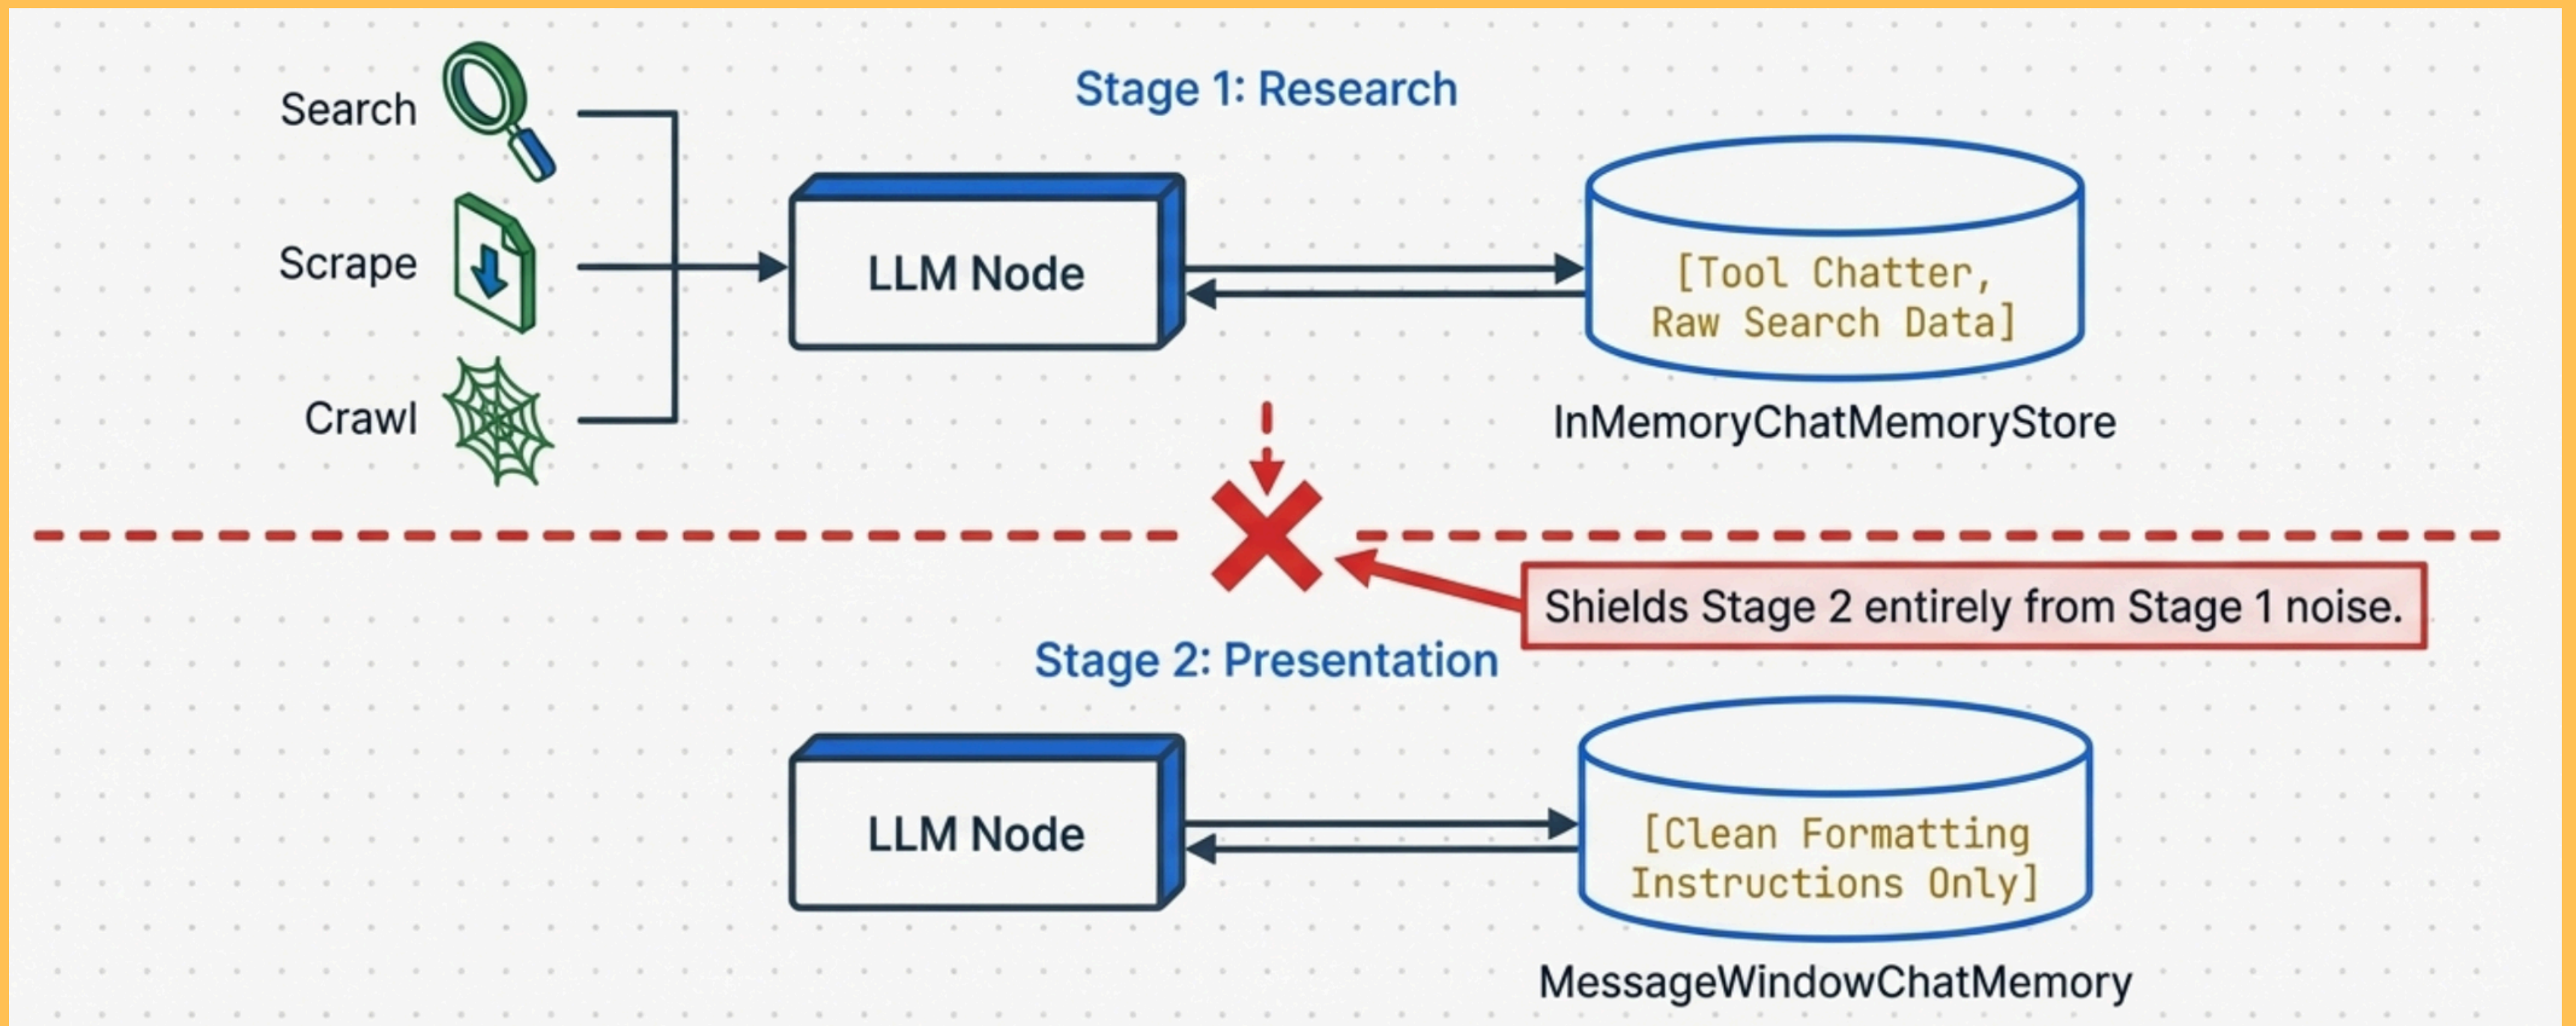 Stage 1: Research
Search
Scrape
Crawl
LLM Node
[Tool Chatter,
Raw Search Data]
InMemoryChatMemoryStore
Shields Stage 2 entirely from Stage 1 noise.
Stage 2: Presentation
LLM Node
[Clean Formatting
Instructions Only]
MessageWindowChatMemory